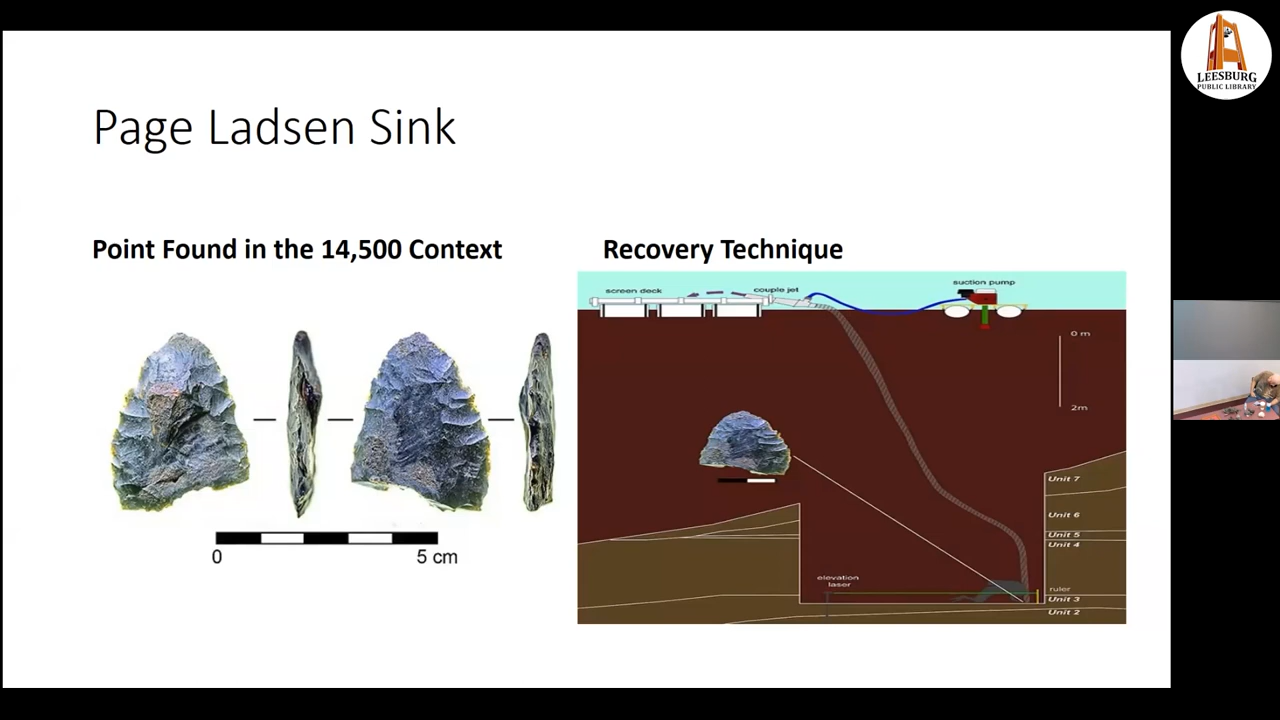 Page Ladsen Sink
Point Found in the 14,500 Context
0
5 cm
Recovery Technique
screen deck
couple jet
suction pump
0 m
2m
Unit 7
Unit 6
Unit 5
Unit 4
elevation
laser
ruler
Unit 3
Unit 2
LEESBURG
PUBLIC LIBRARY